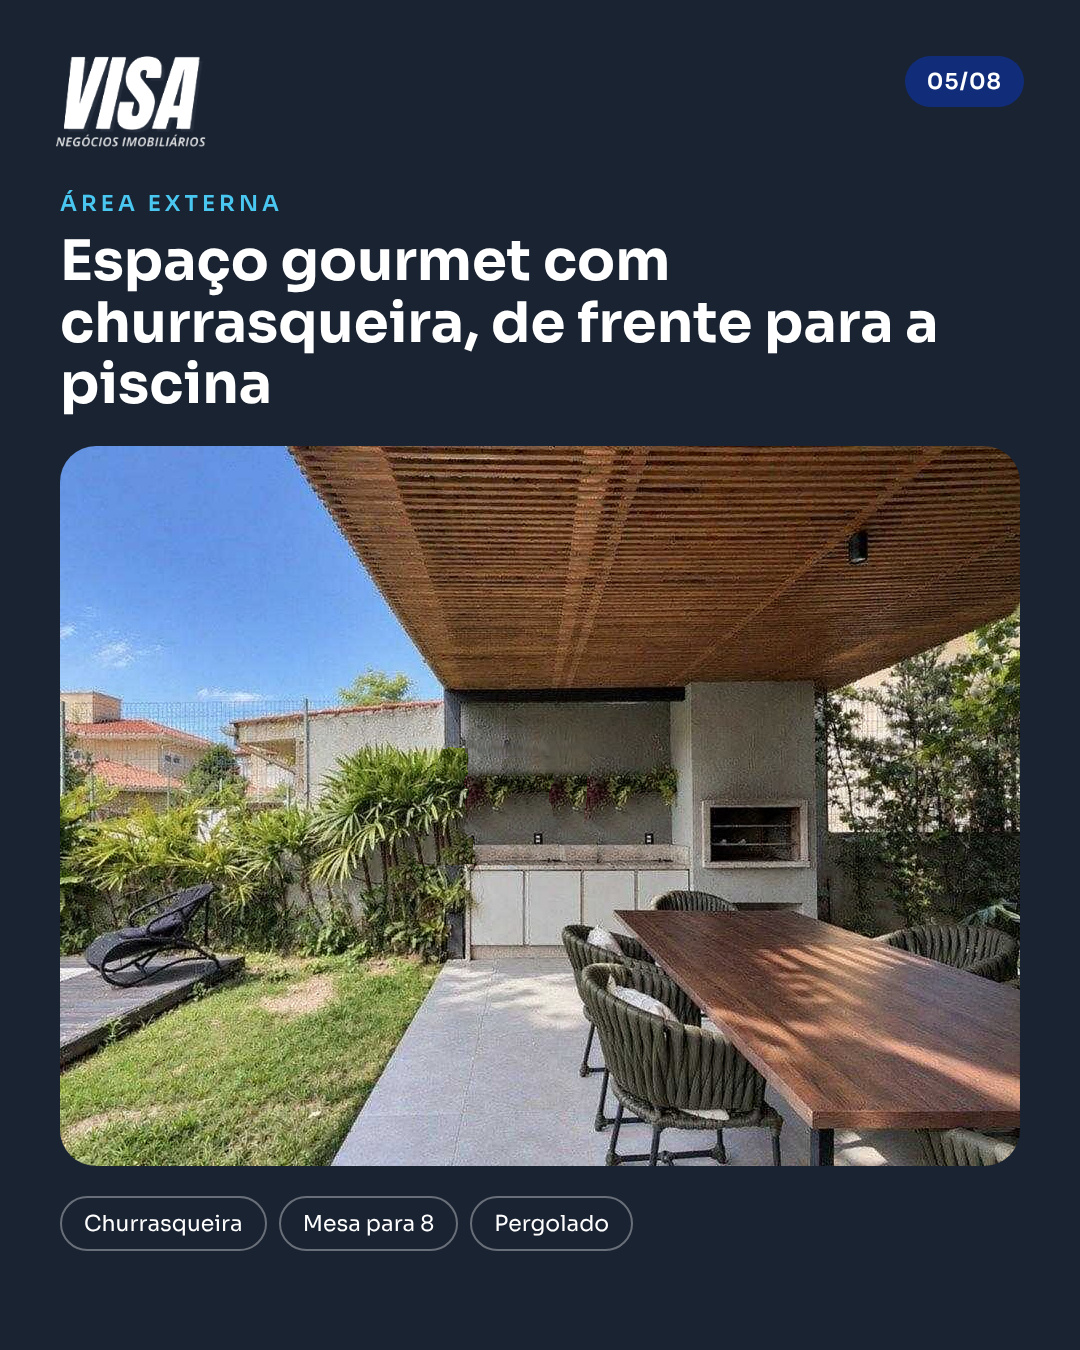 VISA
NEGÓCIOS IMOBILIÁRIOS
05/08
ÁREA EXTERNA
Espaço gourmet com
churrasqueira, de frente para a
piscina
Churrasqueira
Mesa para 8
Pergolado